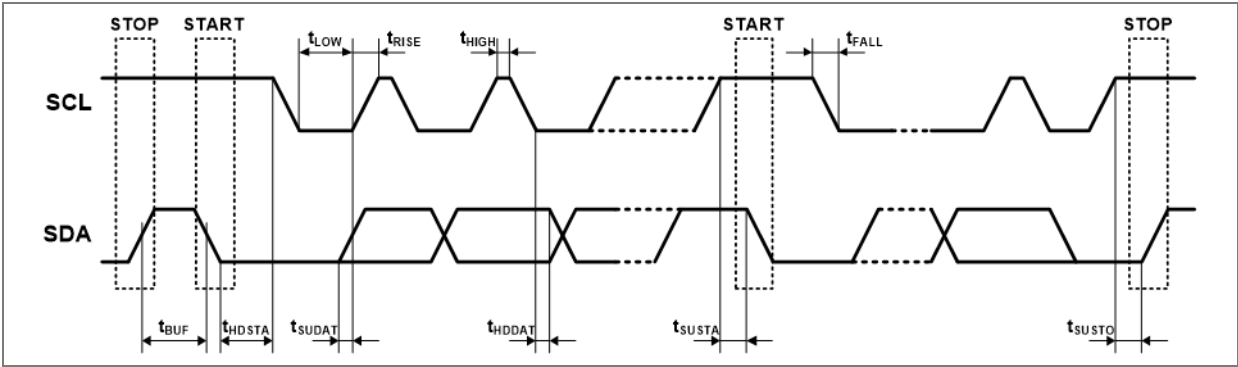 STOP START START STOP
tLOW tRISE tHIGH tFALL
SCL
SDA
tBUF tHDSTA tSUDAT tHDDAT tSUSTA tSUSTO